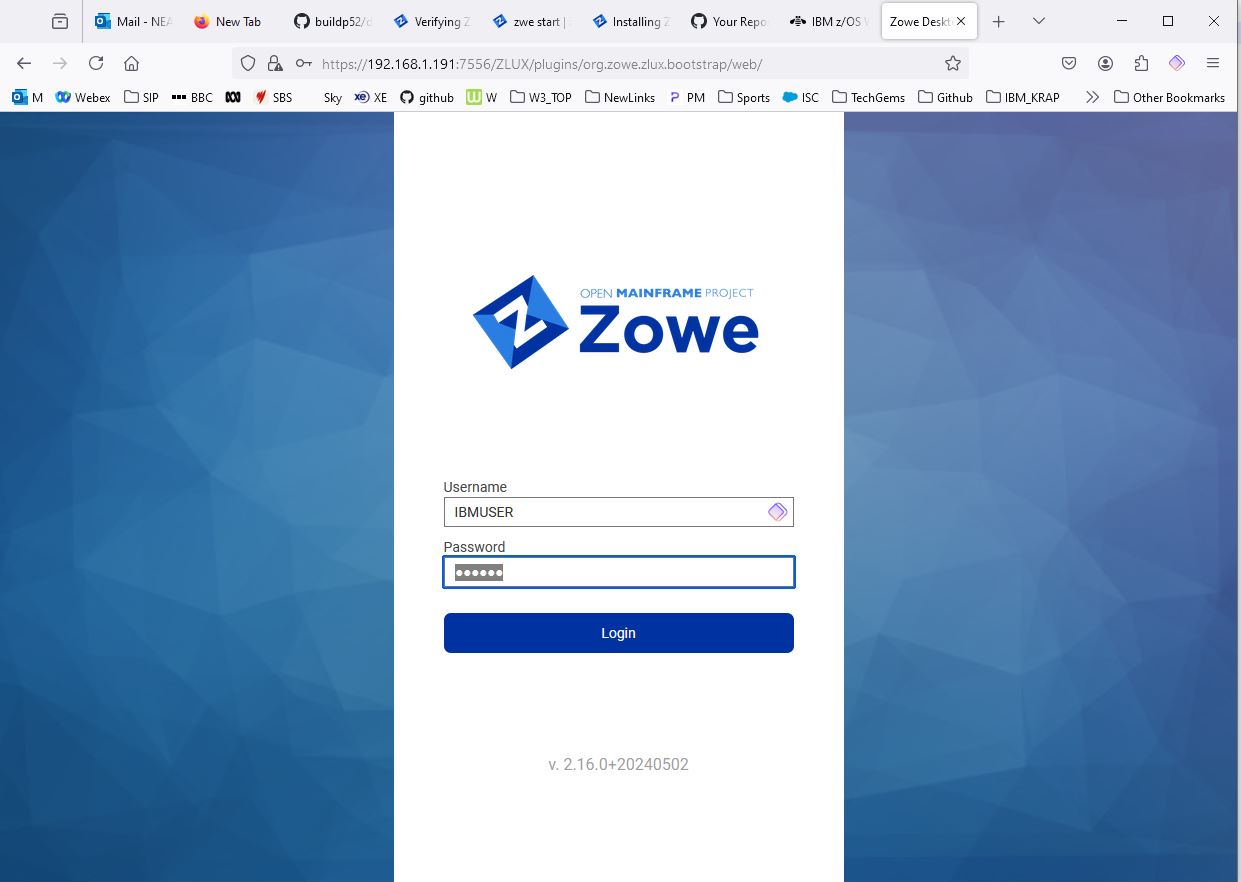 Mail - NEA
New Tab
buildp52/d
Verifying Z
zwe start |
Installing Z
Your Repo
IBM z/OS
Zowe Deskt
https://192.168.1.191:7556/ZLUX/plugins/org.zowe.zlux.bootstrap/web/
M Webex SIP BBC SBS Sky XE github W W3_TOP NewLinks PM Sports ISC TechGems Github IBM_KRAP Other Bookmarks
OPEN MAINFRAME PROJECT
Zowe
Username
IBMUSER
Password
Login
v. 2.16.0+20240502